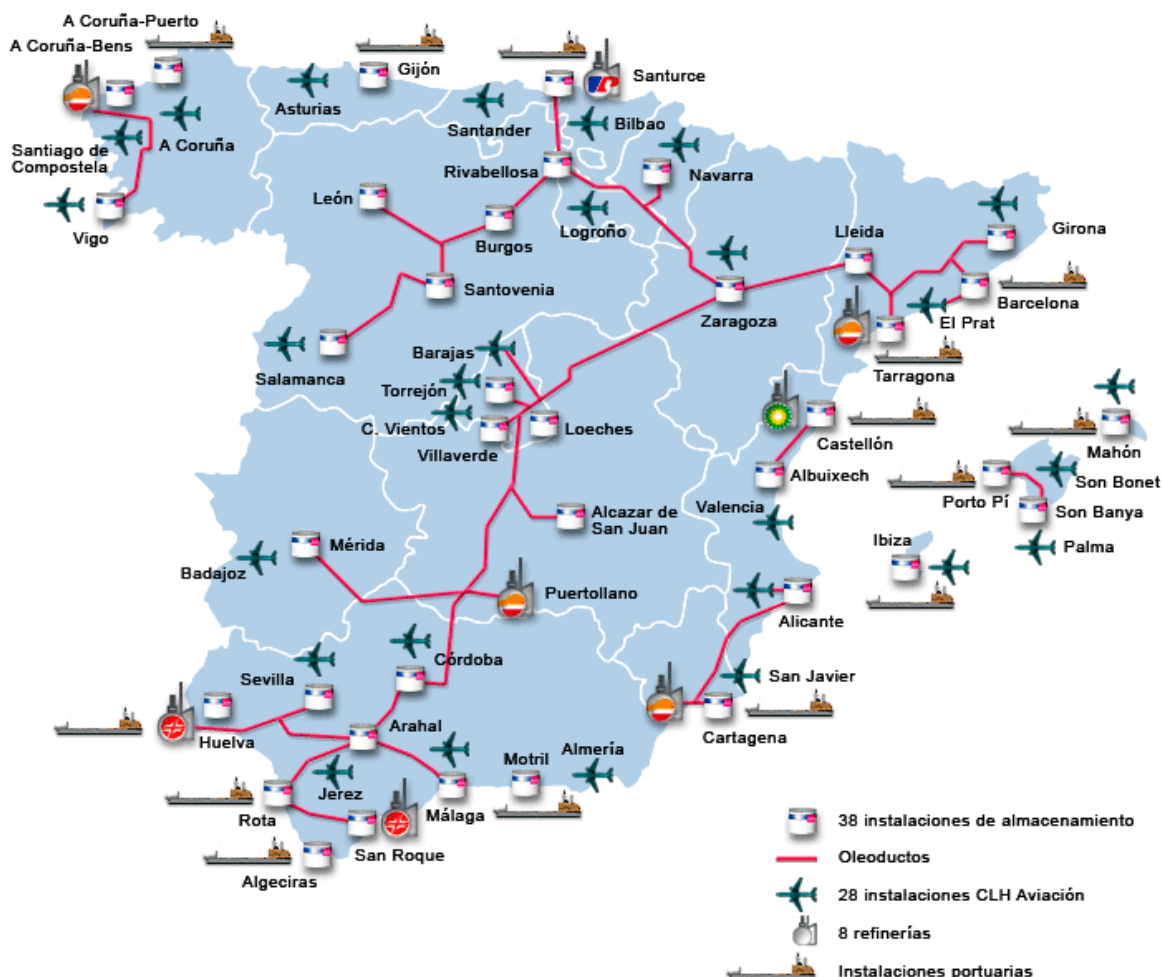 A Coruña-Puerto
A Coruña-Bens
Gijón
Santurce
Asturias
Santander
Bilbao
A Coruña
Santiago de
Compostela
Rivabellosa
Navarra
León
Vigo
Burgos
Logroño
Lleida
Girona
Santovenia
Zaragoza
Barcelona
El Prat
Barajas
Salamanca
Torrejón
Tarragona
C. Vientos
Loeches
Villaverde
Castellón
Mahón
Albuixech
Son Bonet
Porto Pí
Alcazar de
San Juan
Valencia
Son Banya
Mérida
Ibiza
Palma
Badajoz
Puertollano
Alicante
Córdoba
Sevilla
San Javier
Arahal
Huelva
Cartagena
Motril
Almería
Jerez
Málaga
Rota
San Roque
Algeciras
38 instalaciones de almacenamiento
Oleoductos
28 instalaciones CLH Aviación
8 refinerías
Instalaciones portuarias